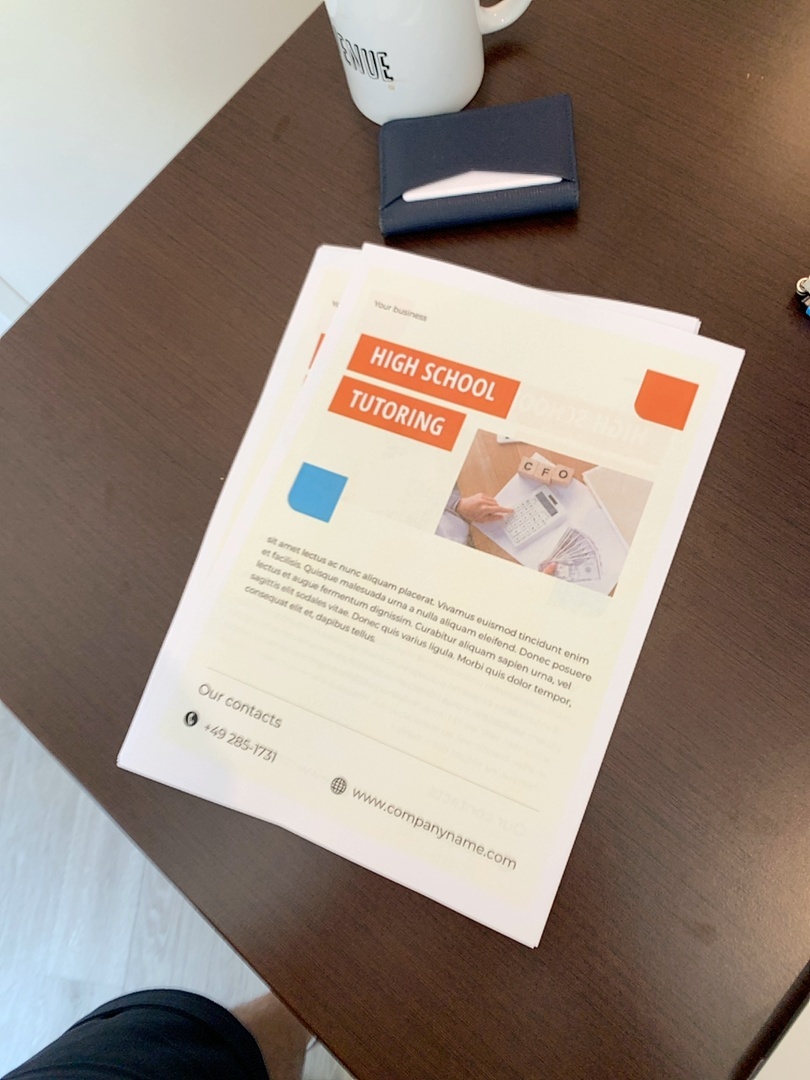 ENUE
Your business
HIGH SCHOOL
TUTORING
CFO
sit amet lectus ac nunc aliquam placerat. Vivamus euismod tincidunt enim
et facilisis. Quisque malesuada urna a nulla aliquam eleifend. Donec posuere
lectus et augue fermentum dignissim. Curabitur aliquam sapien urna, vel
sagittis elit sodales vitae. Donec quis varius ligula. Morbi quis dolor tempor,
consequat elit et, dapibus tellus.
Our contacts
+49 285-1731
www.companyname.com